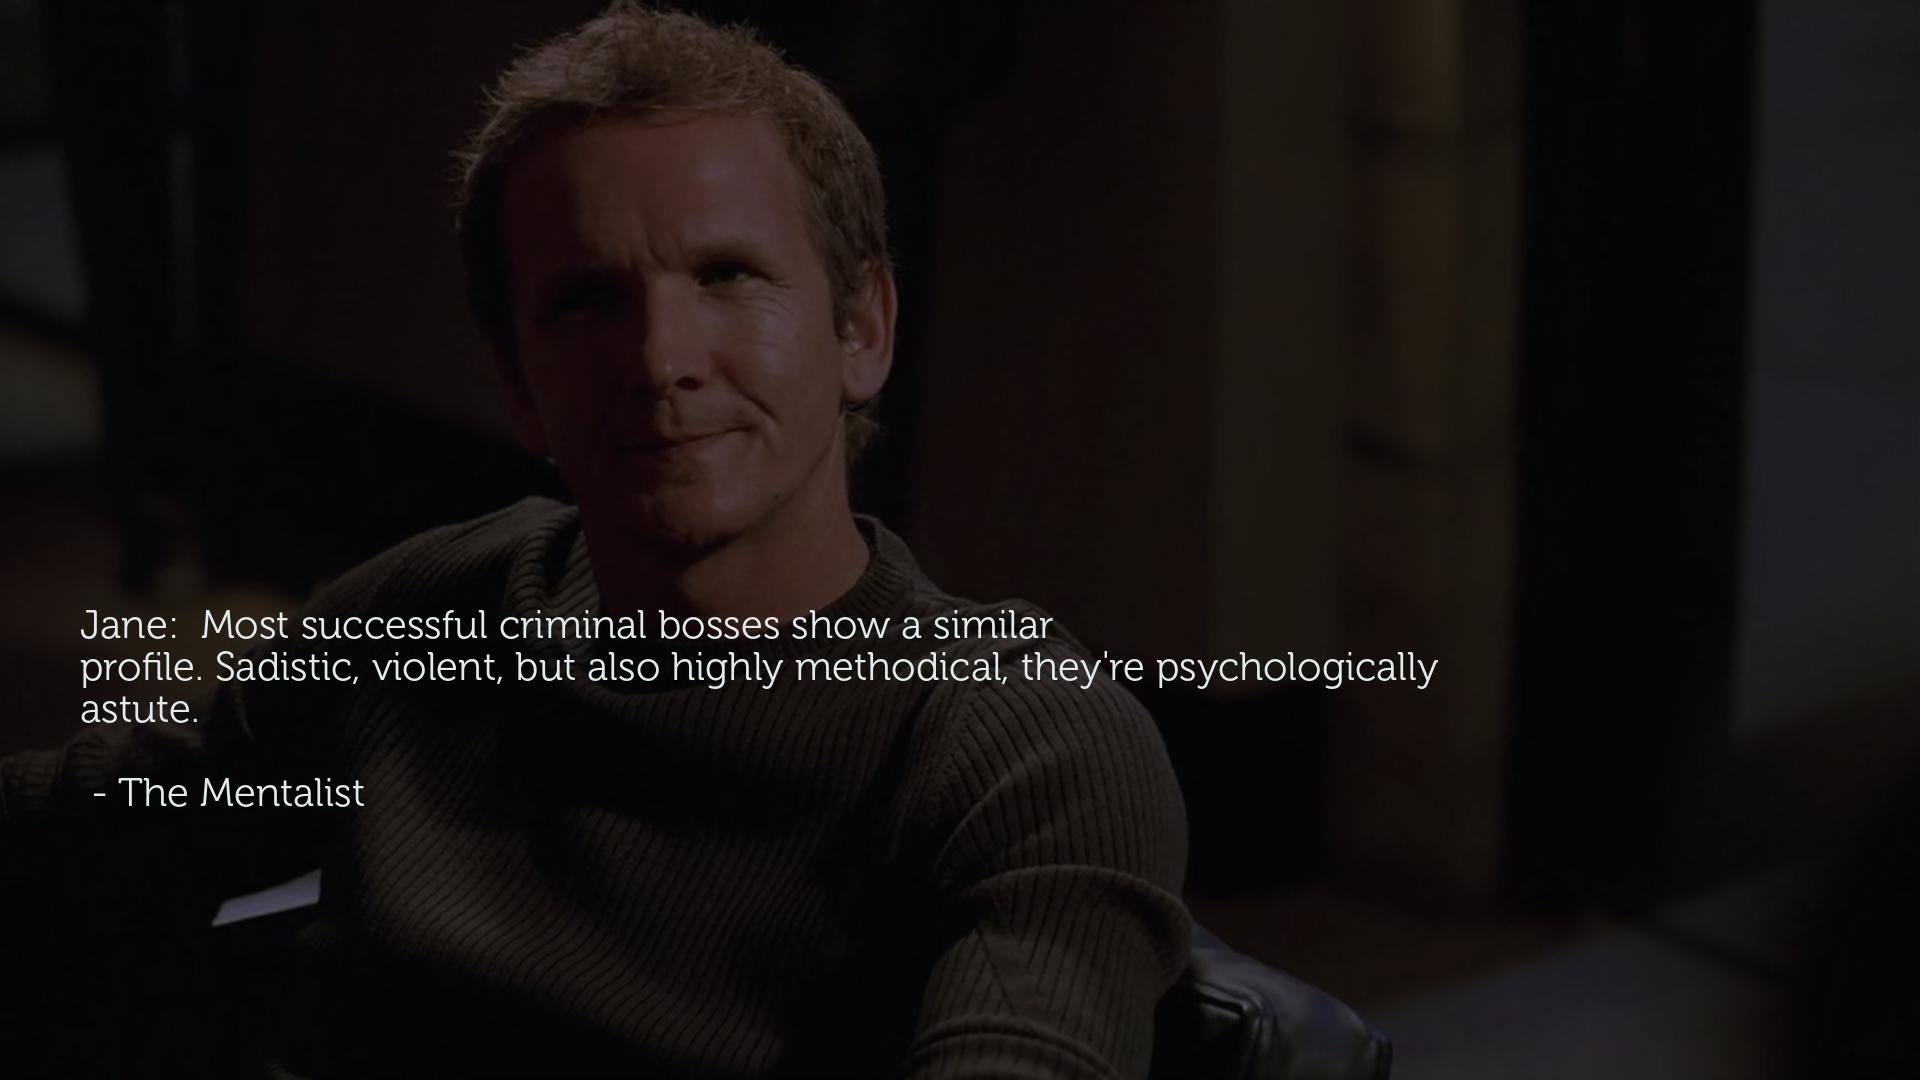 Jane:  Most successful criminal bosses show a similar
profile. Sadistic, violent, but also highly methodical, they're psychologically
astute.
- The Mentalist